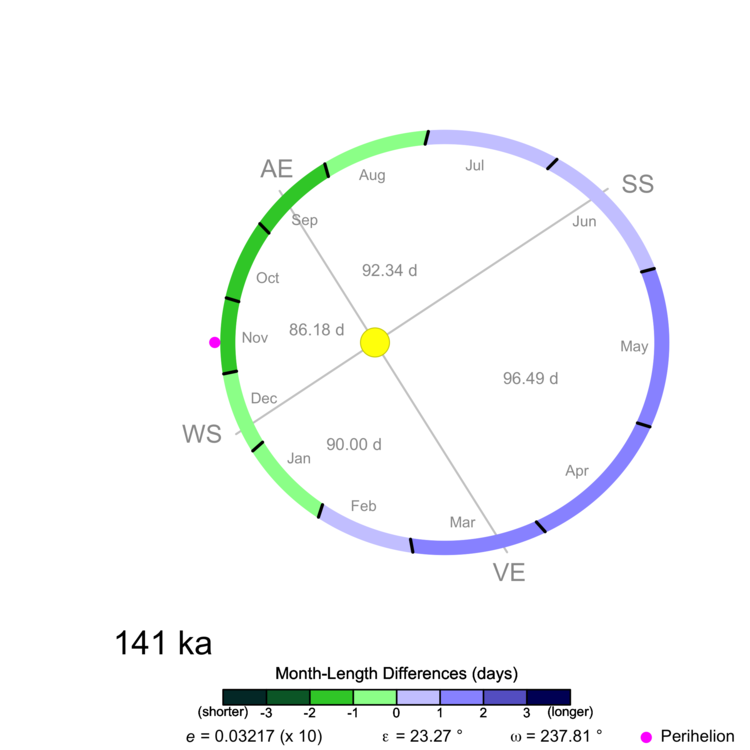 AE
SS
Aug
Jul
Sep
Jun
92.34 d
Oct
86.18 d
Nov
May
96.49 d
Dec
WS
90.00 d
Jan
Apr
Feb
Mar
VE
141 ka
Month-Length Differences (days)
(shorter) -3 -2 -1 0 1 2 3 (longer)
e = 0.03217 (x 10) ε = 23.27 ° ω = 237.81 ° Perihelion